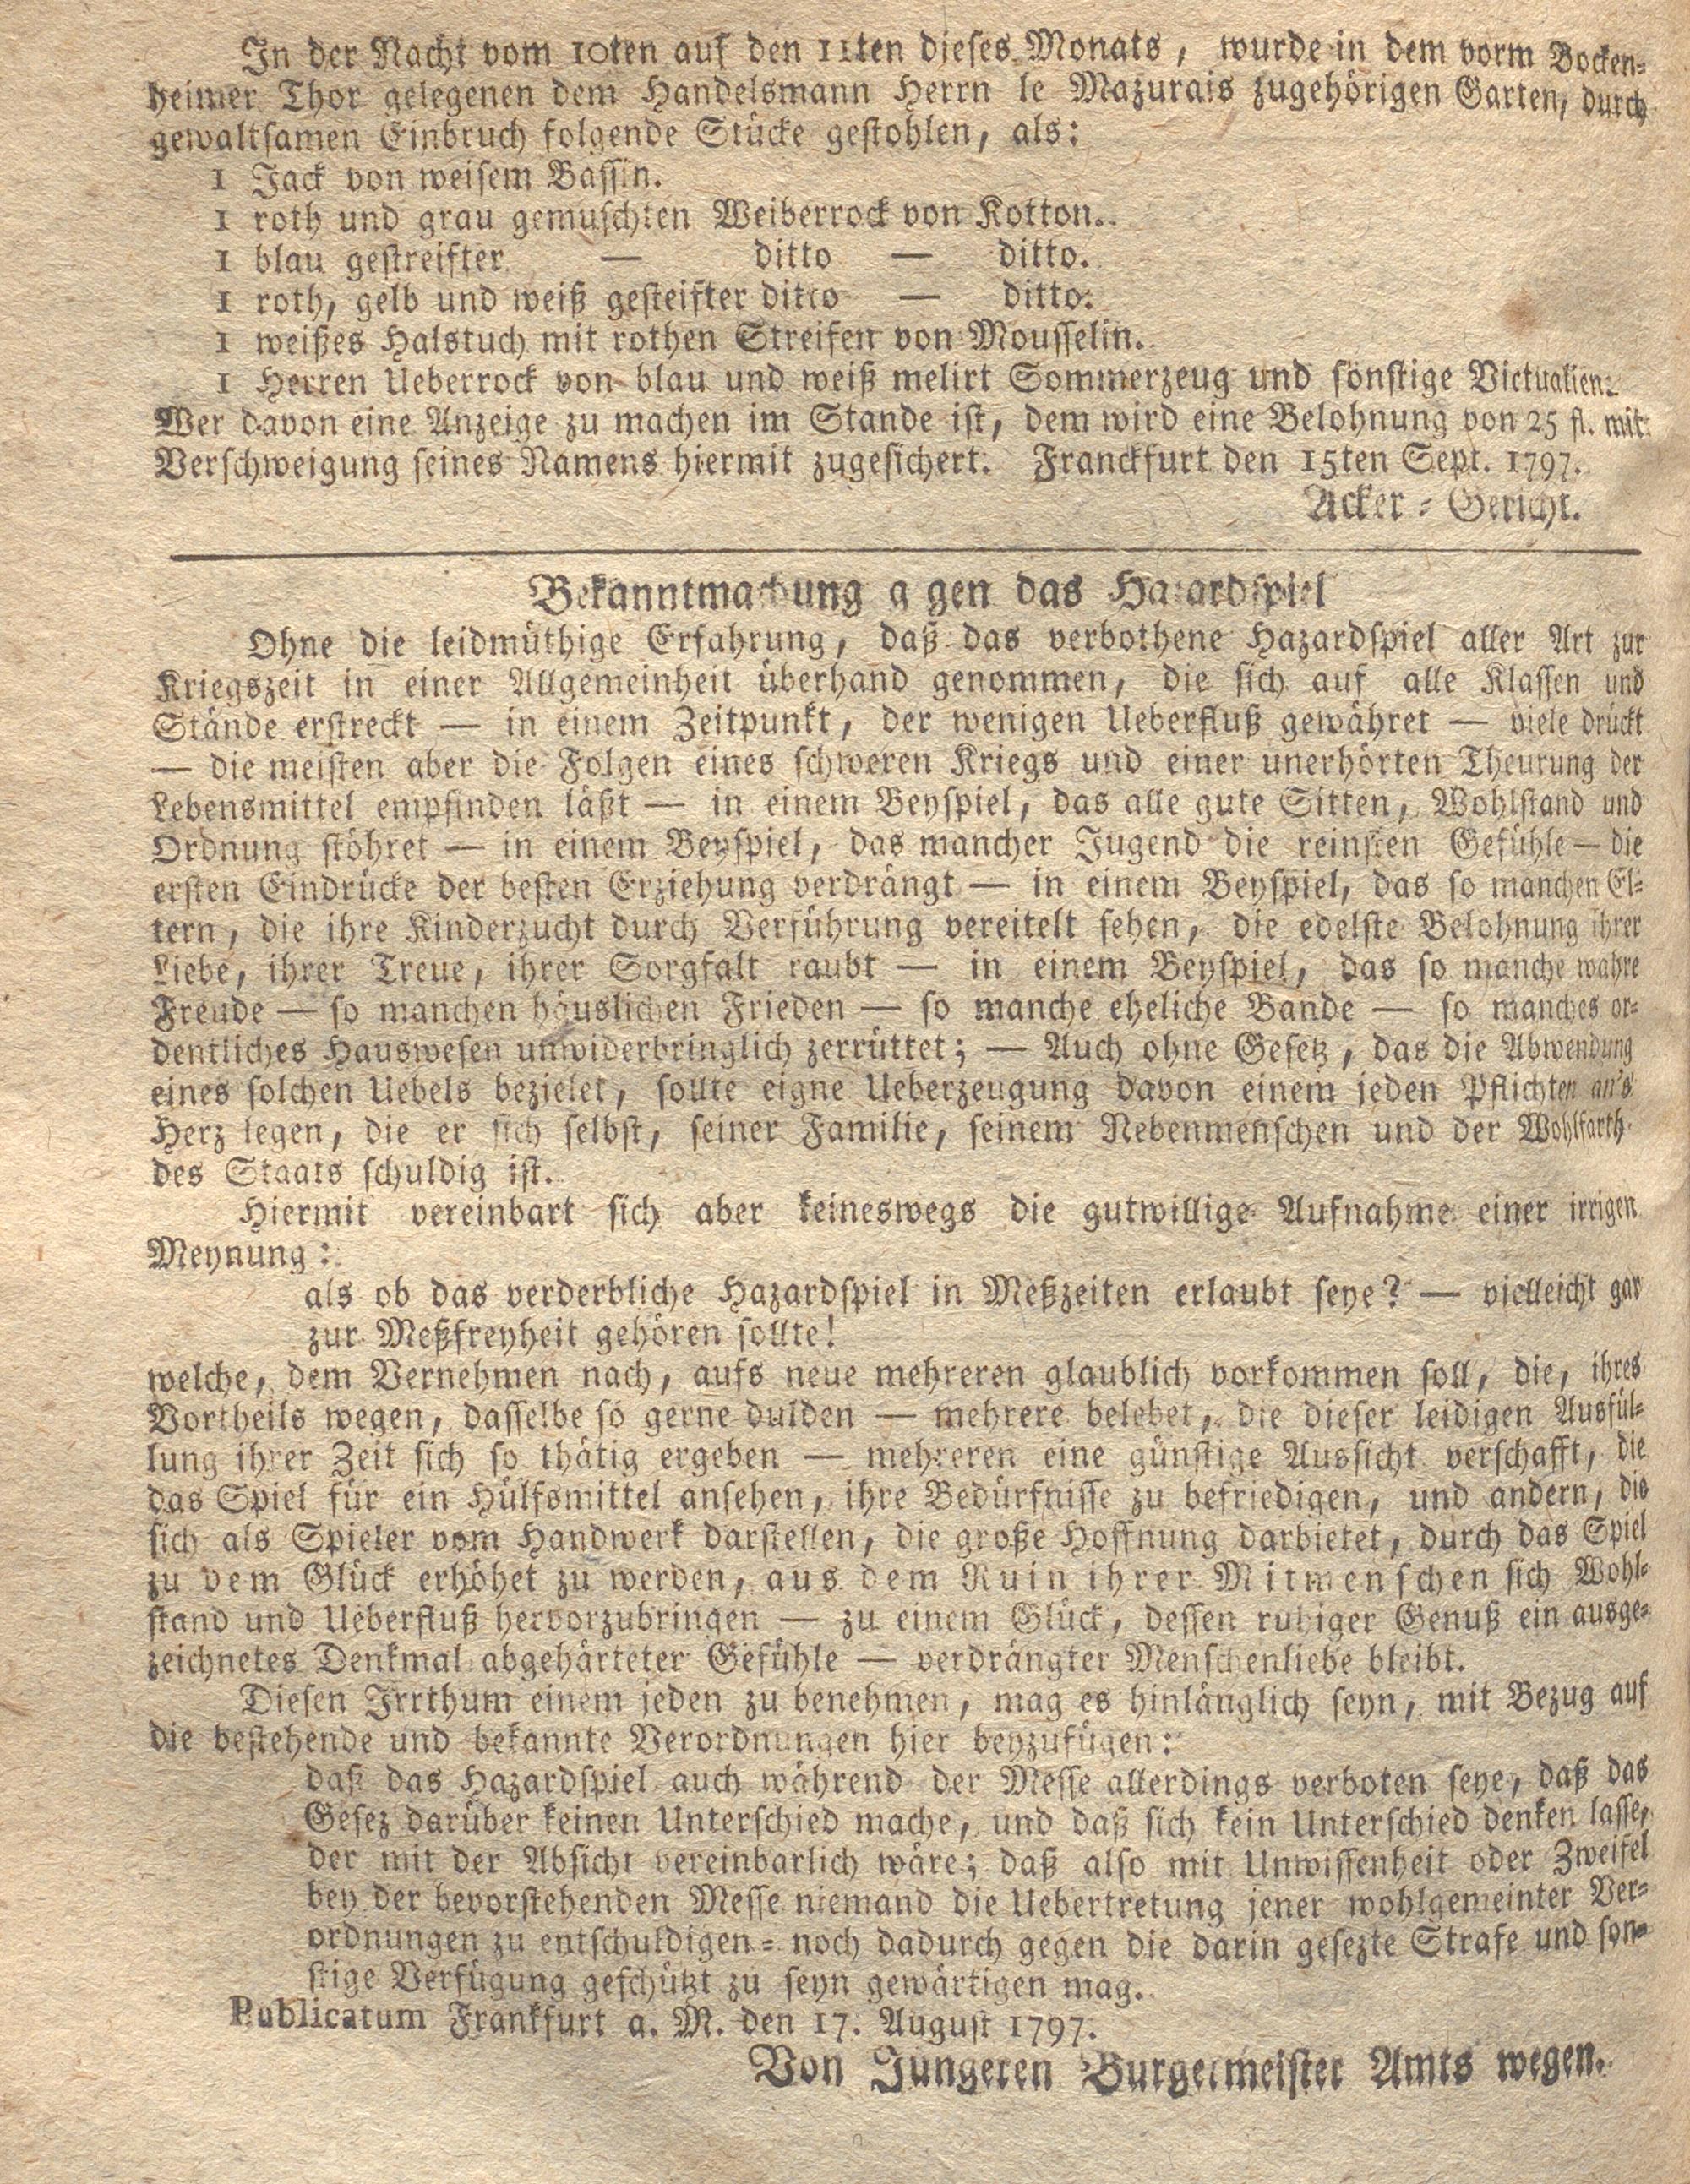 In der Nacht vom 10ten auf den 11ten dieses Monats, wurde in dem vorm Bocken-
heimer Thor gelegenen dem Handelsmann Herrn le Mazurais zugehörigen Garten, durch
gewaltsamen Einbruch folgende Stücke gestohlen, als:
1 Jack von weisem Bassin.
1 roth und grau gemuschten Weiberrock von Kotton.
1 blau gestreifter — ditto — ditto.
1 roth, gelb und weiß gesteifter ditto — ditto.
1 weißes Halstuch mit rothen Streifen von Mousselin.
1 Herren Ueberrock von blau und weiß melirt Sommerzeug und sonstige Victualien.
Wer davon eine Anzeige zu machen im Stande ist, dem wird eine Belohnung von 25 fl. mit
Verschweigung seines Namens hiermit zugesichert. Franckfurt den 15ten Sept. 1797.
Acker-Gericht.
Bekanntmachung gegen das Hazardspiel
Ohne die leidmüthige Erfahrung, daß das verbothene Hazardspiel aller Art zur
Kriegszeit in einer Allgemeinheit überhand genommen, die sich auf alle Klassen und
Stände erstreckt — in einem Zeitpunkt, der wenigen Ueberfluß gewähret — viele drückt
— die meisten aber die Folgen eines schweren Kriegs und einer unerhörten Theurung der
Lebensmittel empfinden läßt — in einem Beyspiel, das alle gute Sitten, Wohlstand und
Ordnung stöhret — in einem Beyspiel, das mancher Jugend die reinsten Gefühle — die
ersten Eindrücke der besten Erziehung verdrängt — in einem Beyspiel, das so manchen El-
tern, die ihre Kinderzucht durch Verführung vereitelt sehen, die edelste Belohnung ihrer
Liebe, ihrer Treue, ihrer Sorgfalt raubt — in einem Beyspiel, das so manche wahre
Freude — so manchen häuslichen Frieden — so manche eheliche Bande — so manches or-
dentliches Hauswesen unwiderbringlich zerrüttet; — Auch ohne Gesetz, das die Abwendung
eines solchen Uebels bezielet, sollte eigne Ueberzeugung davon einem jeden Pflichten an's
Herz legen, die er sich selbst, seiner Familie, seinem Nebenmenschen und der Wohlfarth
des Staats schuldig ist.
Hiermit vereinbart sich aber keineswegs die gutwillige Aufnahme einer irrigen
Meynung:
als ob das verderbliche Hazardspiel in Meßzeiten erlaubt seye? — vielleicht gar
zur Meßfreyheit gehören sollte!
welche, dem Vernehmen nach, aufs neue mehreren glaublich vorkommen soll, die, ihres
Vortheils wegen, dasselbe so gerne dulden — mehrere belebet, die dieser leidigen Ausfül-
lung ihrer Zeit sich so thätig ergeben — mehreren eine günstige Aussicht verschafft, die
das Spiel für ein Hülfsmittel ansehen, ihre Bedürfnisse zu befriedigen, und andern, die
sich als Spieler vom Handwerk darstellen, die große Hoffnung darbietet, durch das Spiel
zu dem Glück erhöhet zu werden, aus dem Ruin ihrer Mitmenschen sich Wohl-
stand und Ueberfluß hervorzubringen — zu einem Glück, dessen ruhiger Genuß ein ausge-
zeichnetes Denkmal abgehärteter Gefühle — verdrängter Menschenliebe bleibt.
Diesen Irrthum einem jeden zu benehmen, mag es hinlänglich seyn, mit Bezug auf
die bestehende und bekannte Verordnungen hier beyzufügen:
daß das Hazardspiel auch während der Messe allerdings verboten seye, daß das
Gesez darüber keinen Unterschied mache, und daß sich kein Unterschied denken lasse,
der mit der Absicht vereinbarlich wäre; daß also mit Unwissenheit oder Zweifel
bey der bevorstehenden Messe niemand die Uebertretung jener wohlgemeinter Ver-
ordnungen zu entschuldigen - noch dadurch gegen die darin gesezte Strafe und son-
stige Verfügung geschützt zu seyn gewärtigen mag.
Publicatum Frankfurt a. M. den 17. August 1797.
Von Jüngeren Burgermeister Amts wegen.